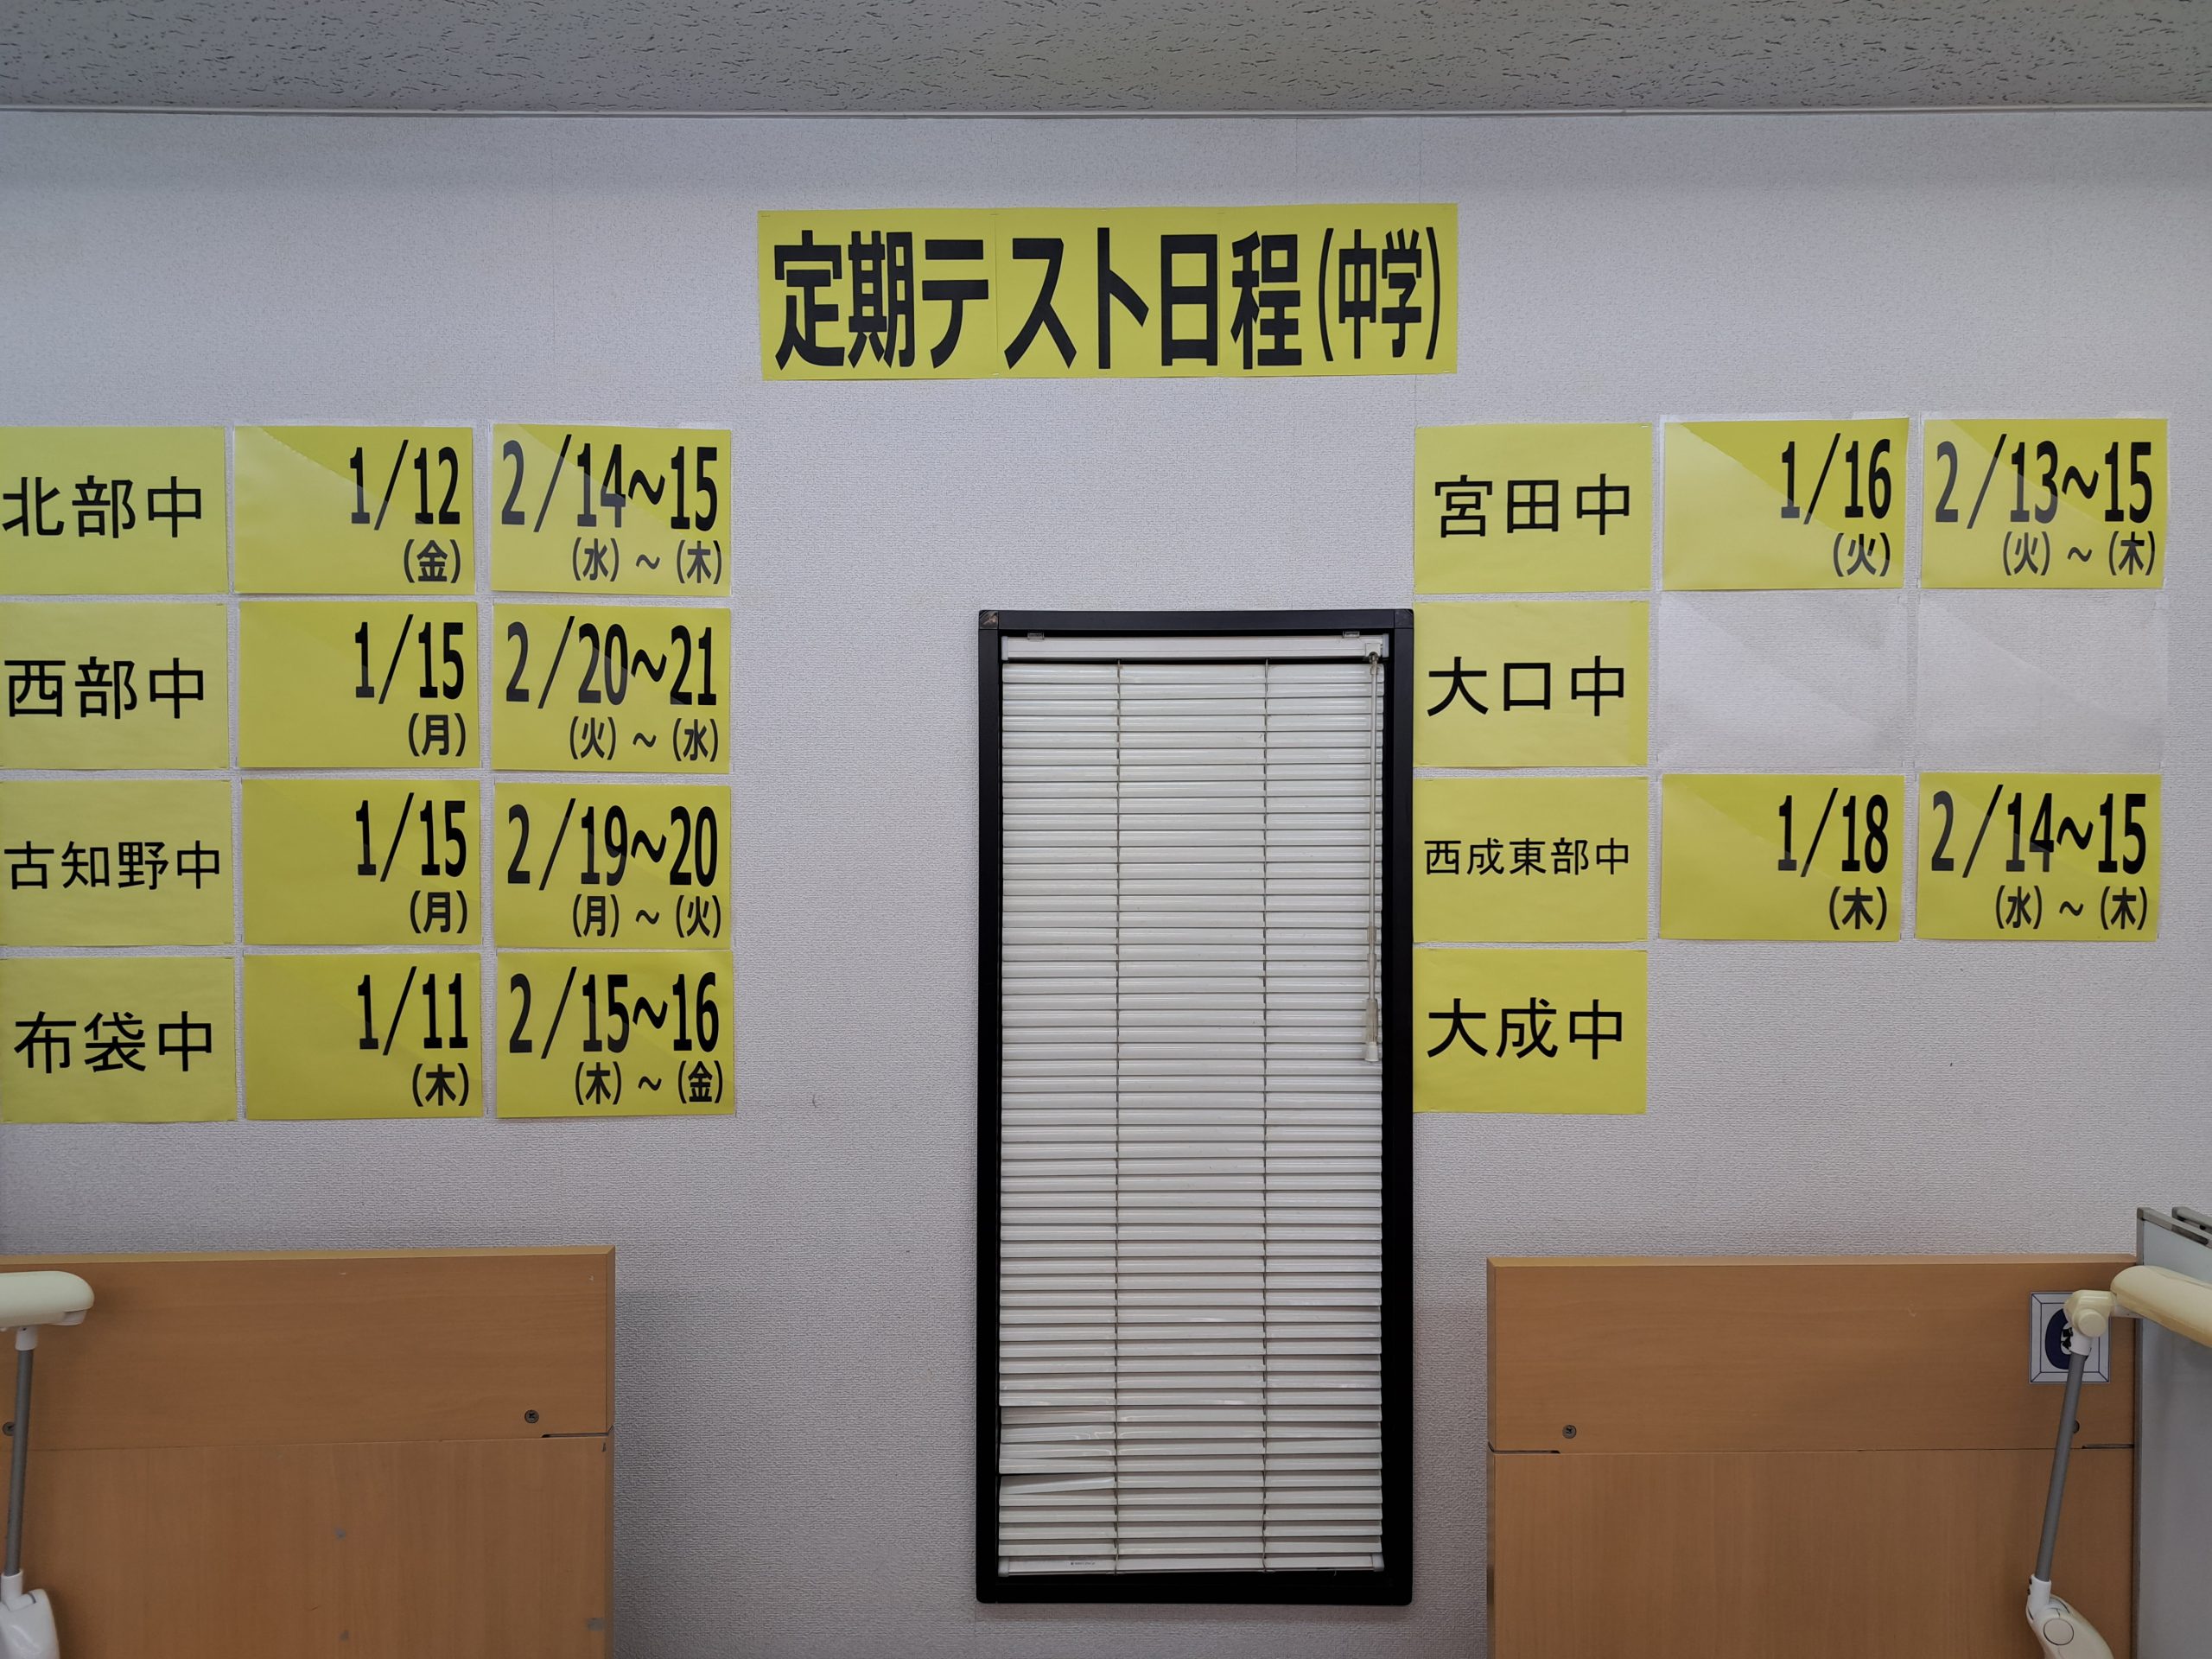 定期テスト日程(中学)
北部中 1/12 2/14~15
(金) (水)~(木)
西部中 1/15 2/20~21
(月) (火)~(水)
古知野中 1/15 2/19~20
(月) (月)~(火)
布袋中 1/11 2/15~16
(木) (木)~(金)
宮田中 1/16 2/13~15
(火) (火)~(木)
大口中
西成東部中 1/18 2/14~15
(木) (水)~(木)
大成中